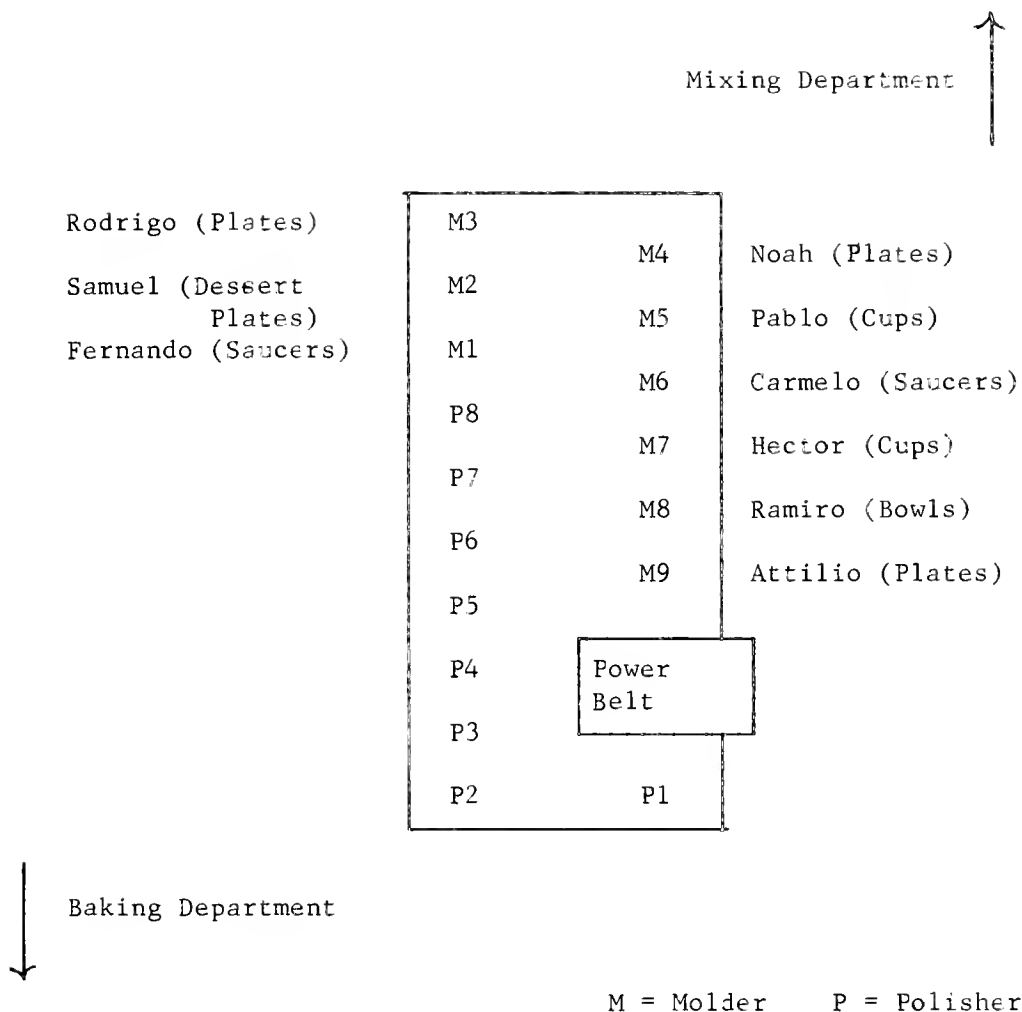 Mixing Department
Rodrigo (Plates) M3
M4 Noah (Plates)
Samuel (Dessert M2
Plates) M5 Pablo (Cups)
Fernando (Saucers) M1
M6 Carmelo (Saucers)
P8
M7 Hector (Cups)
P7
M8 Ramiro (Bowls)
P6
M9 Attilio (Plates)
P5
P4 Power
Belt
P3
P2 P1
Baking Department
M = Molder P = Polisher